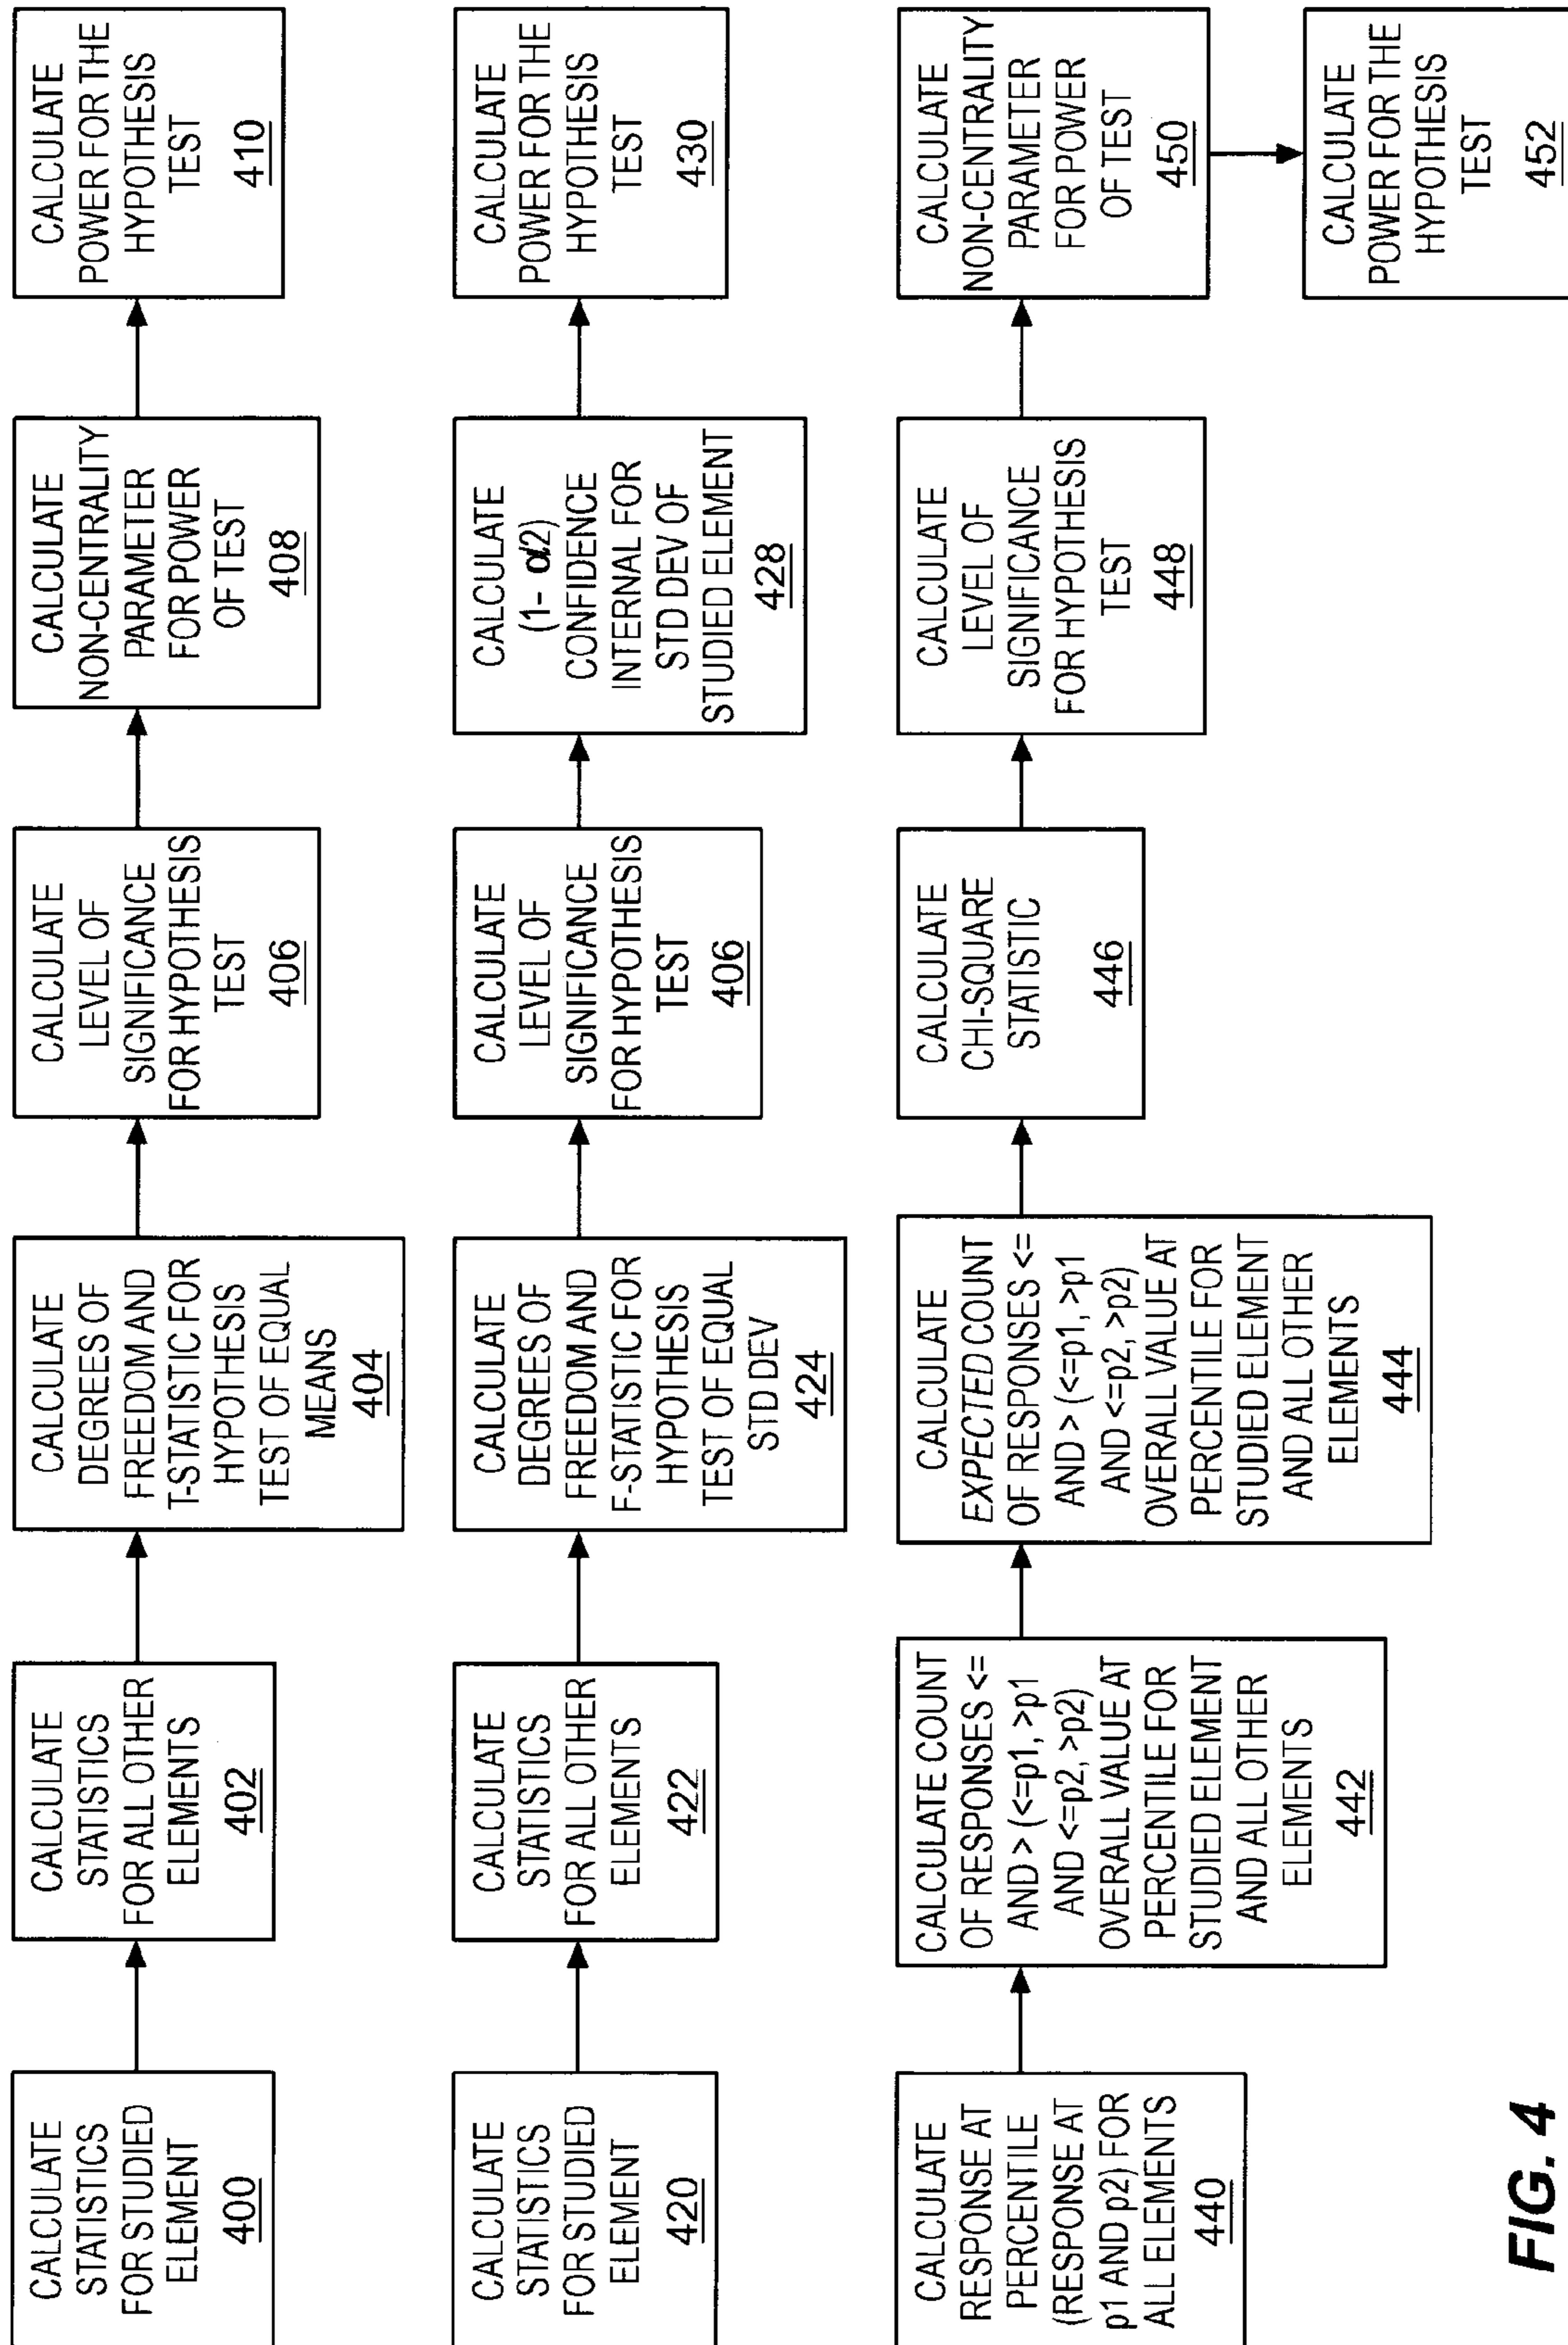 CALCULATE
STATISTICS
FOR STUDIED
ELEMENT
400
CALCULATE
STATISTICS
FOR ALL OTHER
ELEMENTS
402
CALCULATE
DEGREES OF
FREEDOM AND
T-STATISTIC FOR
HYPOTHESIS
TEST OF EQUAL
MEANS
404
CALCULATE
LEVEL OF
SIGNIFICANCE
FOR HYPOTHESIS
TEST
406
CALCULATE
NON-CENTRALITY
PARAMETER
FOR POWER
OF TEST
408
CALCULATE
POWER FOR THE
HYPOTHESIS
TEST
410
CALCULATE
STATISTICS
FOR STUDIED
ELEMENT
420
CALCULATE
STATISTICS
FOR ALL OTHER
ELEMENTS
422
CALCULATE
DEGREES OF
FREEDOM AND
F-STATISTIC FOR
HYPOTHESIS
TEST OF EQUAL
STD DEV
424
CALCULATE
LEVEL OF
SIGNIFICANCE
FOR HYPOTHESIS
TEST
406
CALCULATE
(1- α/2)
CONFIDENCE
INTERNAL FOR
STD DEV OF
STUDIED ELEMENT
428
CALCULATE
POWER FOR THE
HYPOTHESIS
TEST
430
CALCULATE
RESPONSE AT
PERCENTILE
(RESPONSE AT
p1 AND p2) FOR
ALL ELEMENTS
440
CALCULATE COUNT
OF RESPONSES <=
AND > (<=p1, >p1
AND <=p2, >p2)
OVERALL VALUE AT
PERCENTILE FOR
STUDIED ELEMENT
AND ALL OTHER
ELEMENTS
442
CALCULATE
EXPECTED COUNT
OF RESPONSES <=
AND > (<=p1, >p1
AND <=p2, >p2)
OVERALL VALUE AT
PERCENTILE FOR
STUDIED ELEMENT
AND ALL OTHER
ELEMENTS
444
CALCULATE
CHI-SQUARE
STATISTIC
446
CALCULATE
LEVEL OF
SIGNIFICANCE
FOR HYPOTHESIS
TEST
448
CALCULATE
NON-CENTRALITY
PARAMETER
FOR POWER
OF TEST
450
CALCULATE
POWER FOR THE
HYPOTHESIS
TEST
452
FIG. 4